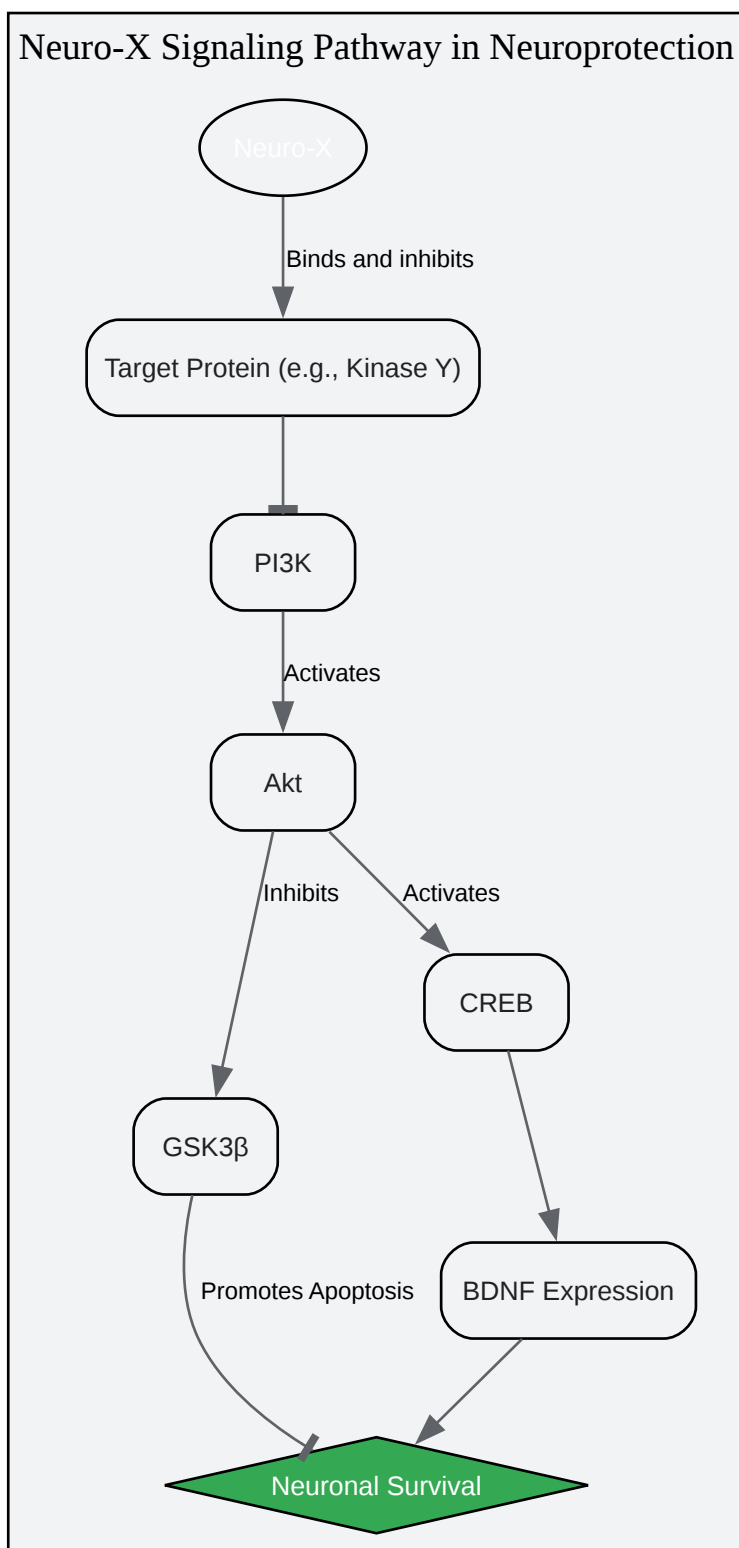 Neuro-X Signaling Pathway in Neuroprotection
Neuro-X
Binds and inhibits
Target Protein (e.g., Kinase Y)
PI3K
Activates
Akt
Inhibits
Activates
CREB
GSK3β
Promotes Apoptosis
BDNF Expression
Neuronal Survival